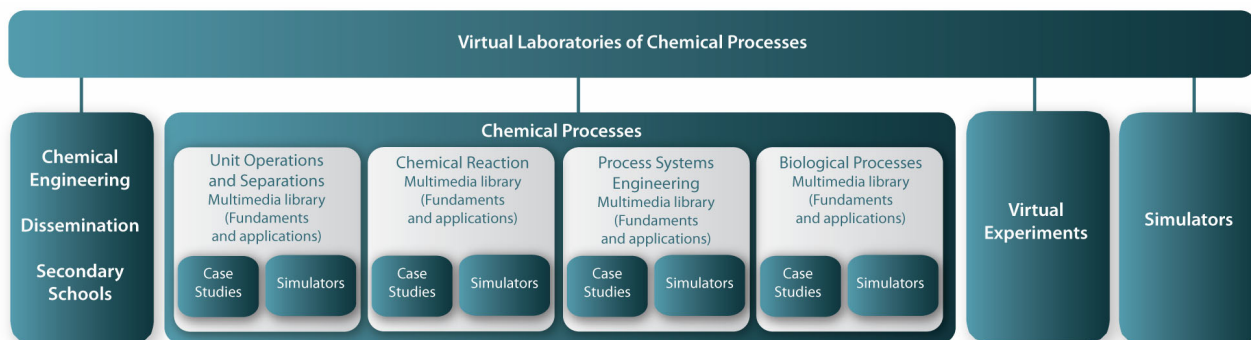 Virtual Laboratories of Chemical Processes
Chemical
Engineering
Dissemination
Secondary
Schools
Chemical Processes
Unit Operations
and Separations
Multimedia library
(Fundaments
and applications)
Case
Studies
Simulators
Chemical Reaction
Multimedia library
(Fundaments
and applications)
Case
Studies
Simulators
Process Systems
Engineering
Multimedia library
(Fundaments
and applications)
Case
Studies
Simulators
Biological Processes
Multimedia library
(Fundaments
and applications)
Case
Studies
Simulators
Virtual
Experiments
Simulators